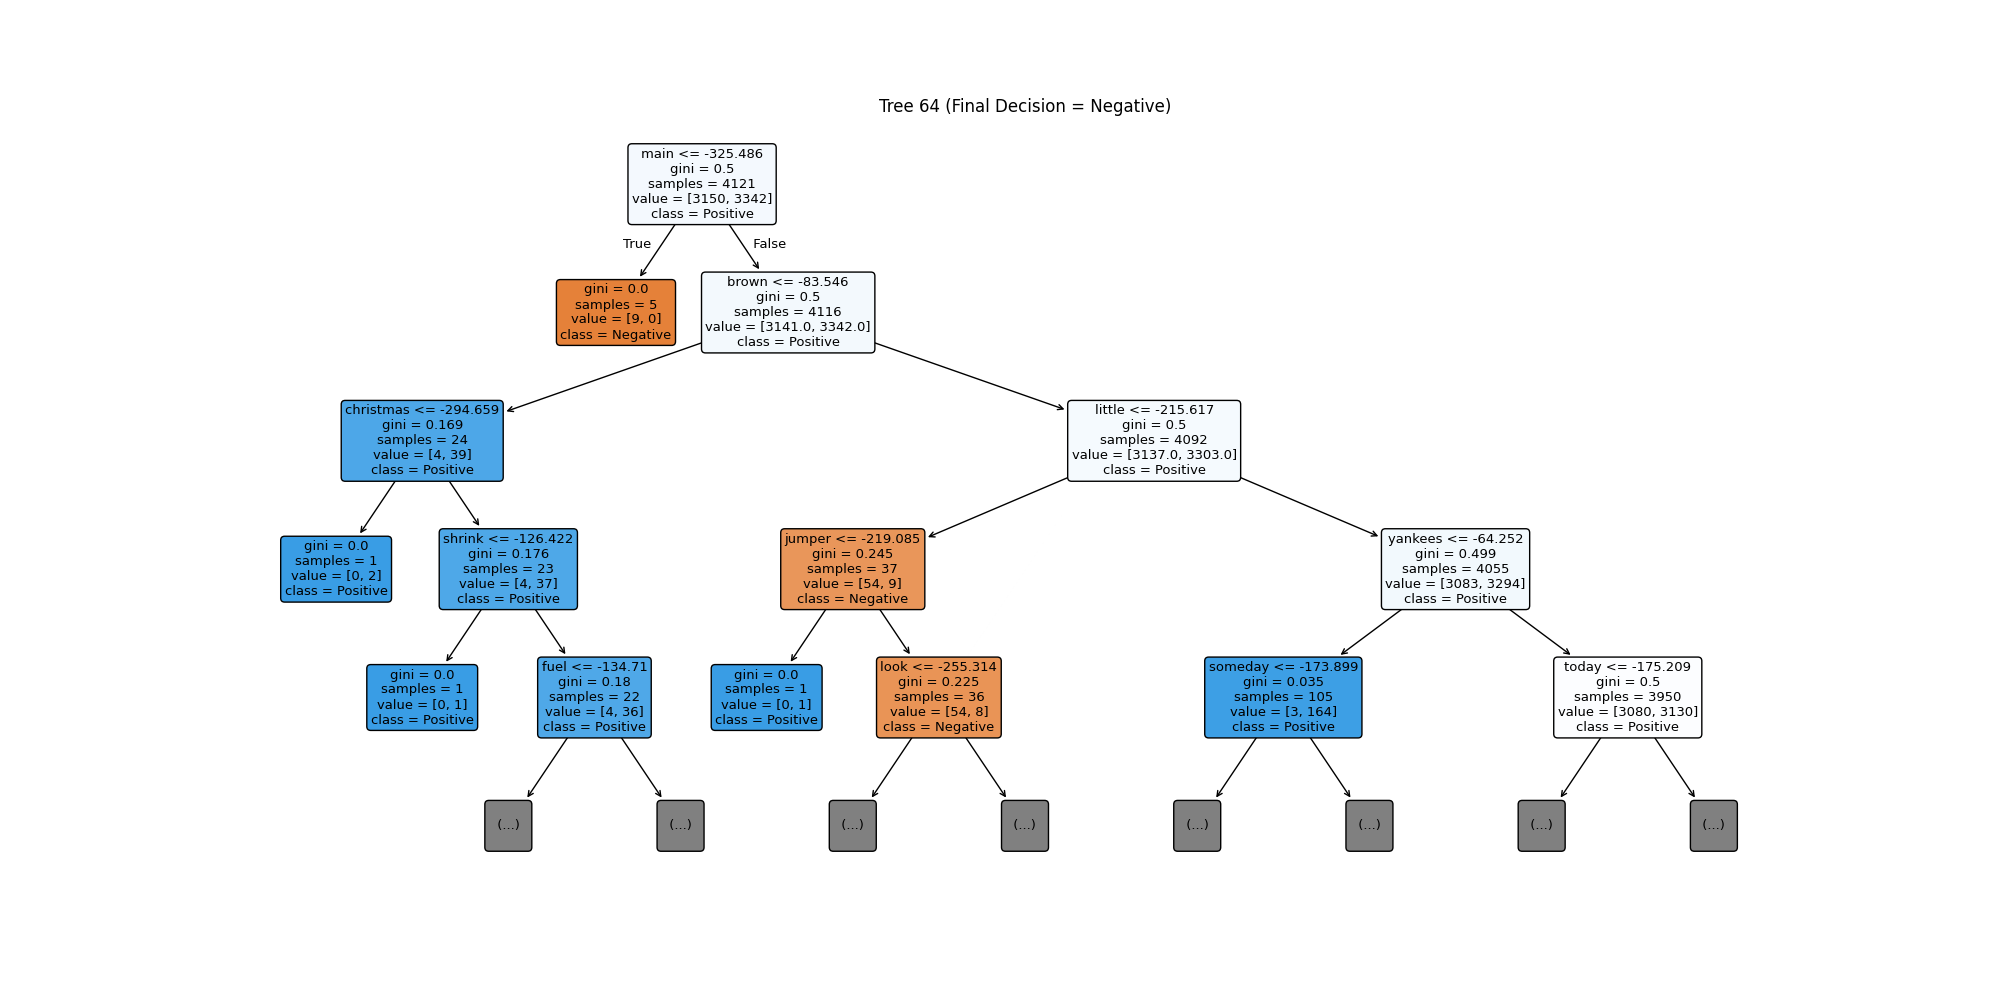 Tree 64 (Final Decision = Negative)
main <= -325.486
gini = 0.5
samples = 4121
value = [3150, 3342]
class = Positive
True
False
gini = 0.0
samples = 5
value = [9, 0]
class = Negative
brown <= -83.546
gini = 0.5
samples = 4116
value = [3141.0, 3342.0]
class = Positive
christmas <= -294.659
gini = 0.169
samples = 24
value = [4, 39]
class = Positive
little <= -215.617
gini = 0.5
samples = 4092
value = [3137.0, 3303.0]
class = Positive
gini = 0.0
samples = 1
value = [0, 2]
class = Positive
shrink <= -126.422
gini = 0.176
samples = 23
value = [4, 37]
class = Positive
jumper <= -219.085
gini = 0.245
samples = 37
value = [54, 9]
class = Negative
yankees <= -64.252
gini = 0.499
samples = 4055
value = [3083, 3294]
class = Positive
gini = 0.0
samples = 1
value = [0, 1]
class = Positive
fuel <= -134.71
gini = 0.18
samples = 22
value = [4, 36]
class = Positive
gini = 0.0
samples = 1
value = [0, 1]
class = Positive
look <= -255.314
gini = 0.225
samples = 36
value = [54, 8]
class = Negative
someday <= -173.899
gini = 0.035
samples = 105
value = [3, 164]
class = Positive
today <= -175.209
gini = 0.5
samples = 3950
value = [3080, 3130]
class = Positive
(...)
(...)
(...)
(...)
(...)
(...)
(...)
(...)